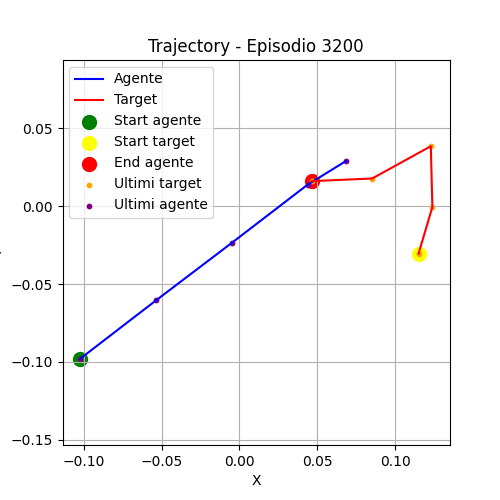 Trajectory - Episodio 3200
Agente
Target
Start agente
Start target
End agente
Ultimi target
Ultimi agente
0.05
0.00
−0.05
−0.10
−0.15
−0.10
−0.05
0.00
0.05
0.10
X